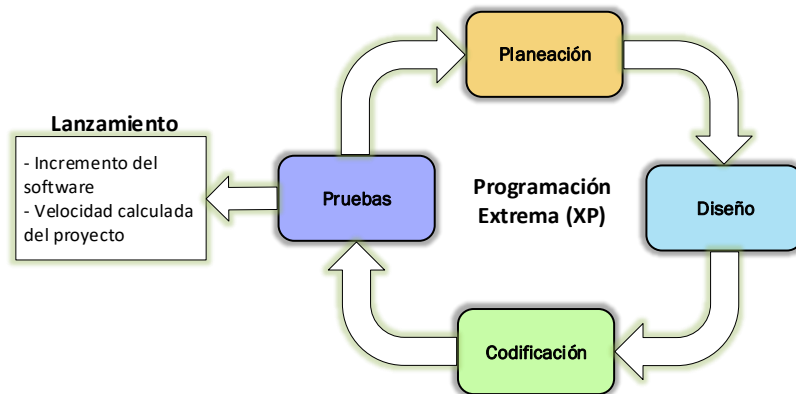 Planeación
Lanzamiento
- Incremento del
software
- Velocidad calculada
del proyecto
Pruebas
Programación
Extrema (XP)
Diseño
Codificación